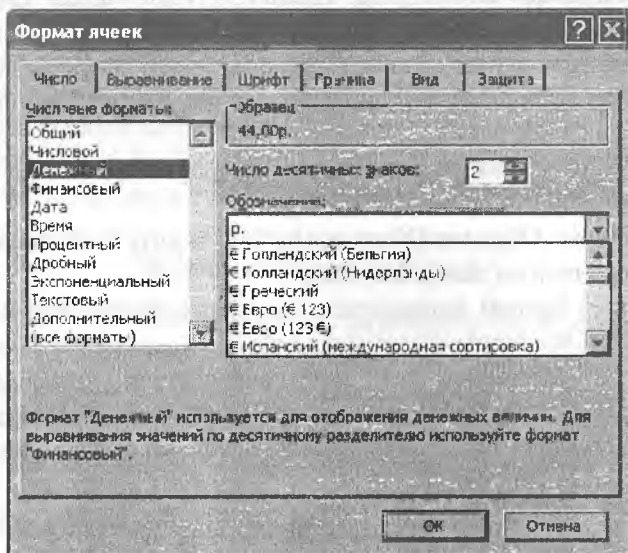 Формат ячеек
Число Выравнивание Шрифт Граница Вид Защита
Числовые форматы:
Общий
Числовой
Денежный
Финансовый
Дата
Время
Процентный
Дробный
Экспоненциальный
Текстовый
Дополнительный
(все форматы)
Образец
44,00р.
Число десятичных знаков: 2
Обозначение:
р.
€ Голландский (Бельгия)
€ Голландский (Нидерланды)
€ Греческий
€ Евро (€ 123)
€ Евро (123 €)
€ Испанский (международная сортировка)
Формат "Денежный" используется для отображения денежных величин. Для
выравнивания значений по десятичному разделителю используйте формат
"Финансовый".
ОК Отмена